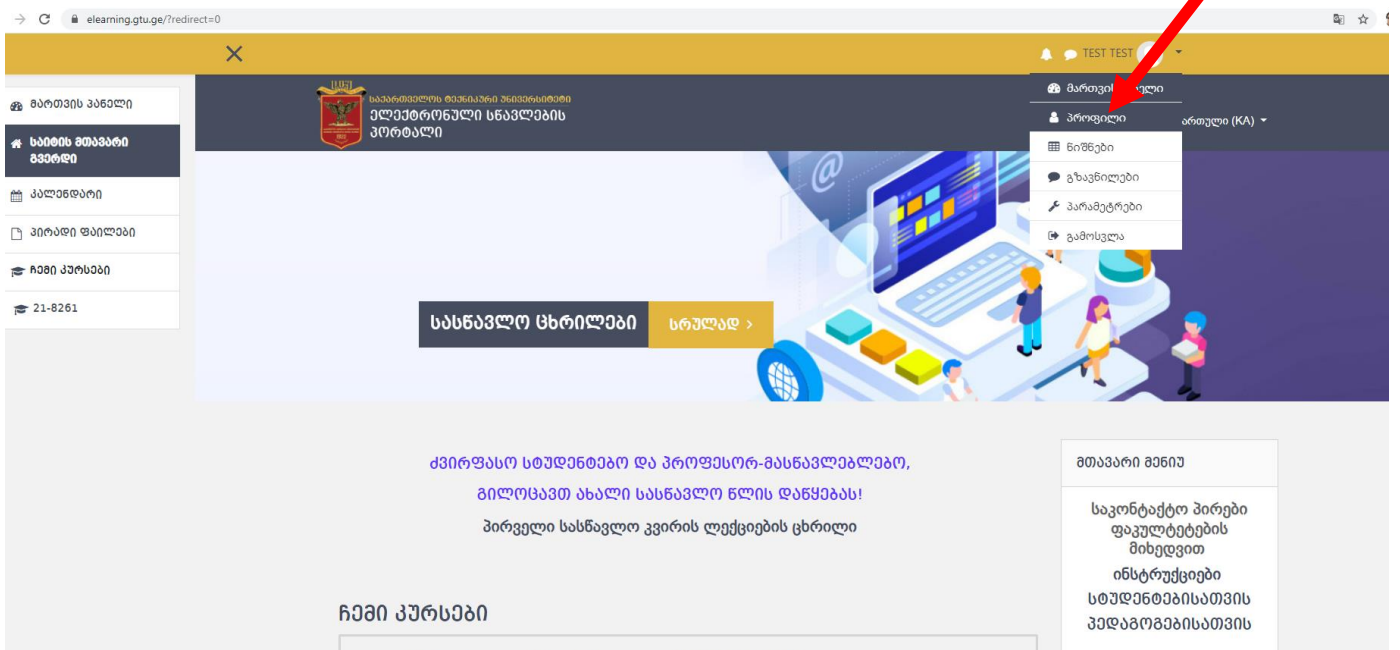 elearning.gtu.ge/?redirect=0
TEST TEST
მართვის პანელი
საიტის მთავარი
გვერდი
კალენდარი
პირადი ფაილები
ჩემი კურსები
21-8261
საქართველოს ტექნიკური უნივერსიტეტი
ელექტრონული სწავლების
პორტალი
პროფილი
ნიშნები
გზავნილები
პარამეტრები
გამოსვლა
ართული (KA)
@
სასწავლო ცხრილები
სრულად >
ძვირფასო სტუდენტებო და პროფესორ-მასწავლებლებო,
გილოცავთ ახალი სასწავლო წლის დაწყებას!
პირველი სასწავლო კვირის ლექციების ცხრილი
ჩემი კურსები
მთავარი მენიუ
საკონტაქტო პირები
ფაკულტეტების
მიხედვით
ინსტრუქციები
სტუდენტებისათვის
პედაგოგებისათვის